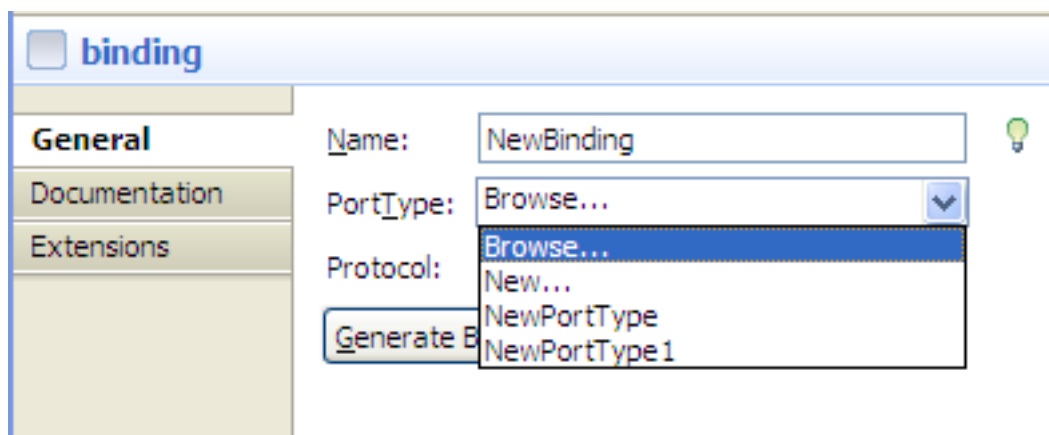 binding
General
Documentation
Extensions
Name: NewBinding
PortType: Browse...
Browse...
New...
NewPortType
NewPortType1
Protocol:
Generate B